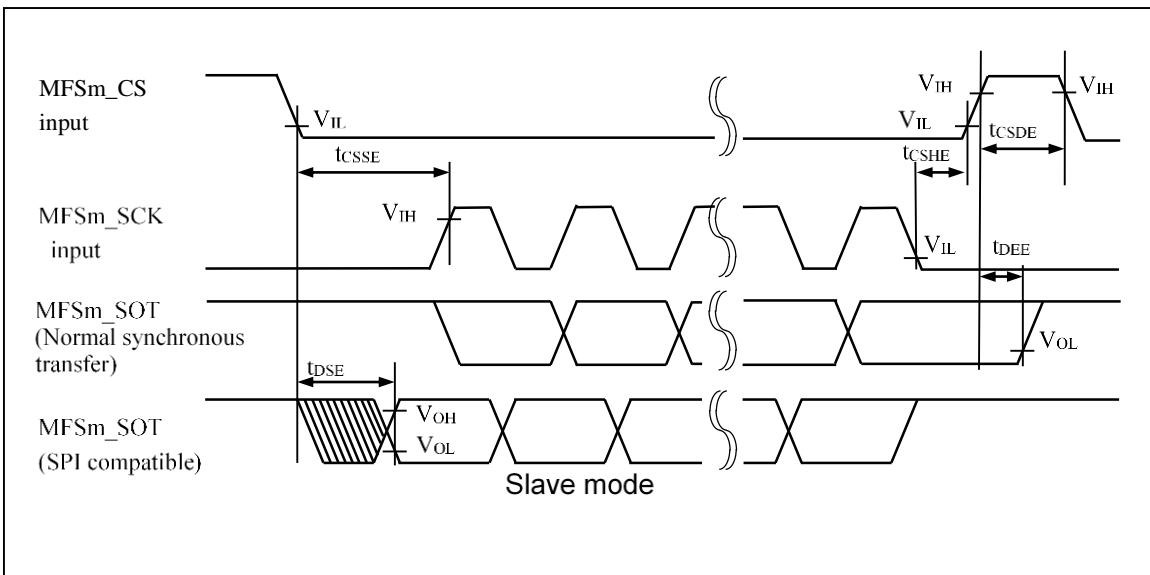 MFSm_CS
input
VIL
VIH
VIH
VIL
tCSDE
tCSSE
tCSHE
MFSm_SCK
input
VIH
VIL
tDEE
MFSm_SOT
(Normal synchronous
transfer)
VOL
tDSE
MFSm_SOT
(SPI compatible)
VOH
VOL
Slave mode